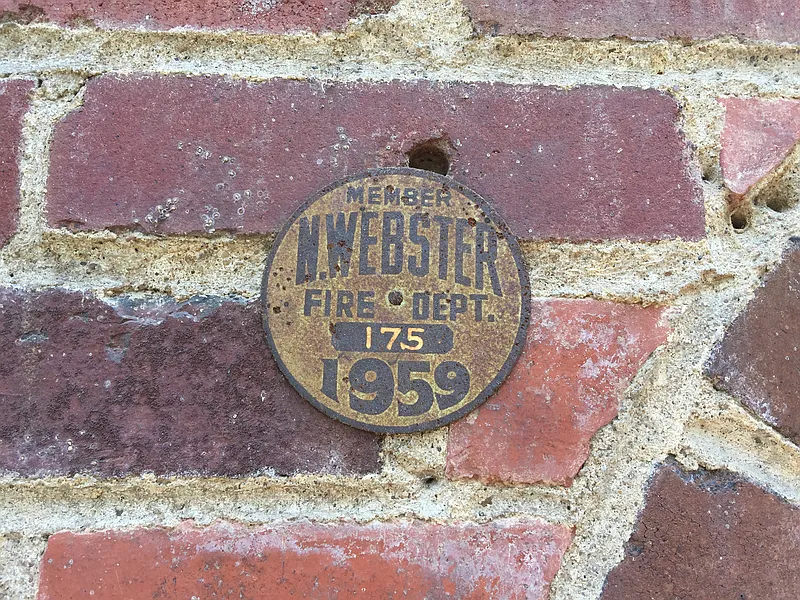 MEMBER
N.WEBSTER
FIRE DEPT.
175
1959